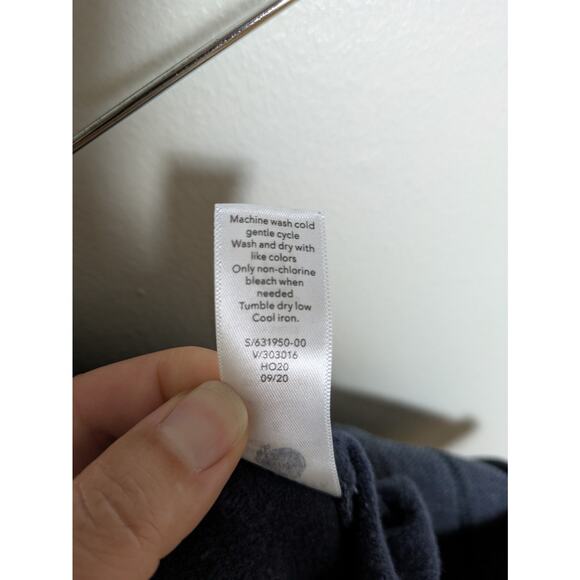 Machine wash cold
gentle cycle
Wash and dry with
like colors
Only non-chlorine
bleach when
needed
Tumble dry low
Cool iron.
S/631950-00
V/303016
HO20
09/20